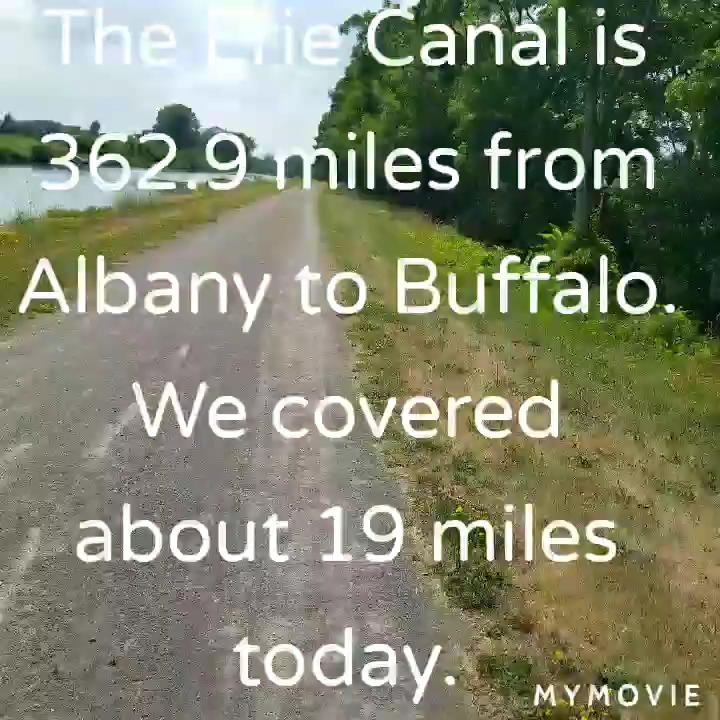 The Erie Canal is
362.9 miles from
Albany to Buffalo.
We covered
about 19 miles
today.
MYMOVIE